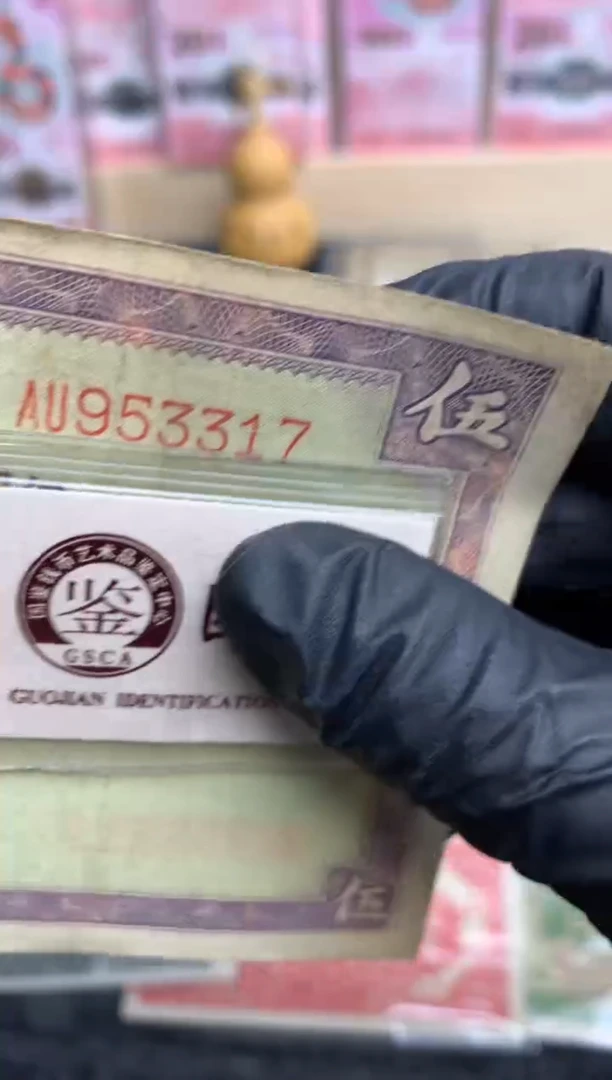 伍
AU953317
鉴
GSCA
GUOJIAN IDENTIFICATION
伍